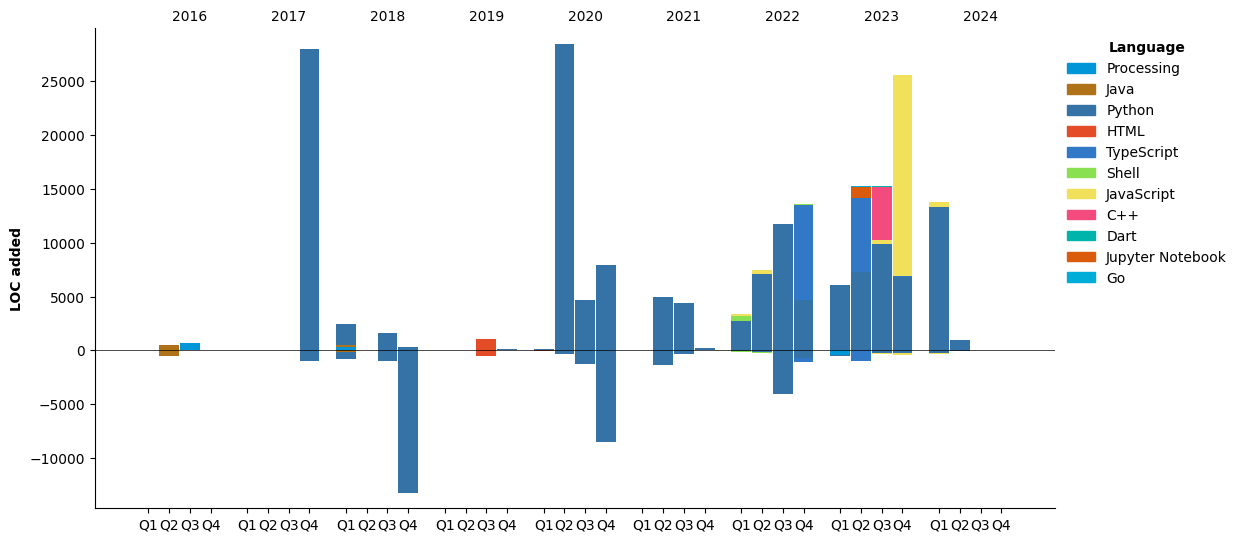 2016 2017 2018 2019 2020 2021 2022 2023 2024
LOC added
25000
20000
15000
10000
5000
0
−5000
−10000
Q1 Q2 Q3 Q4 Q1 Q2 Q3 Q4 Q1 Q2 Q3 Q4 Q1 Q2 Q3 Q4 Q1 Q2 Q3 Q4 Q1 Q2 Q3 Q4 Q1 Q2 Q3 Q4 Q1 Q2 Q3 Q4 Q1 Q2 Q3 Q4
Language
Processing
Java
Python
HTML
TypeScript
Shell
JavaScript
C++
Dart
Jupyter Notebook
Go